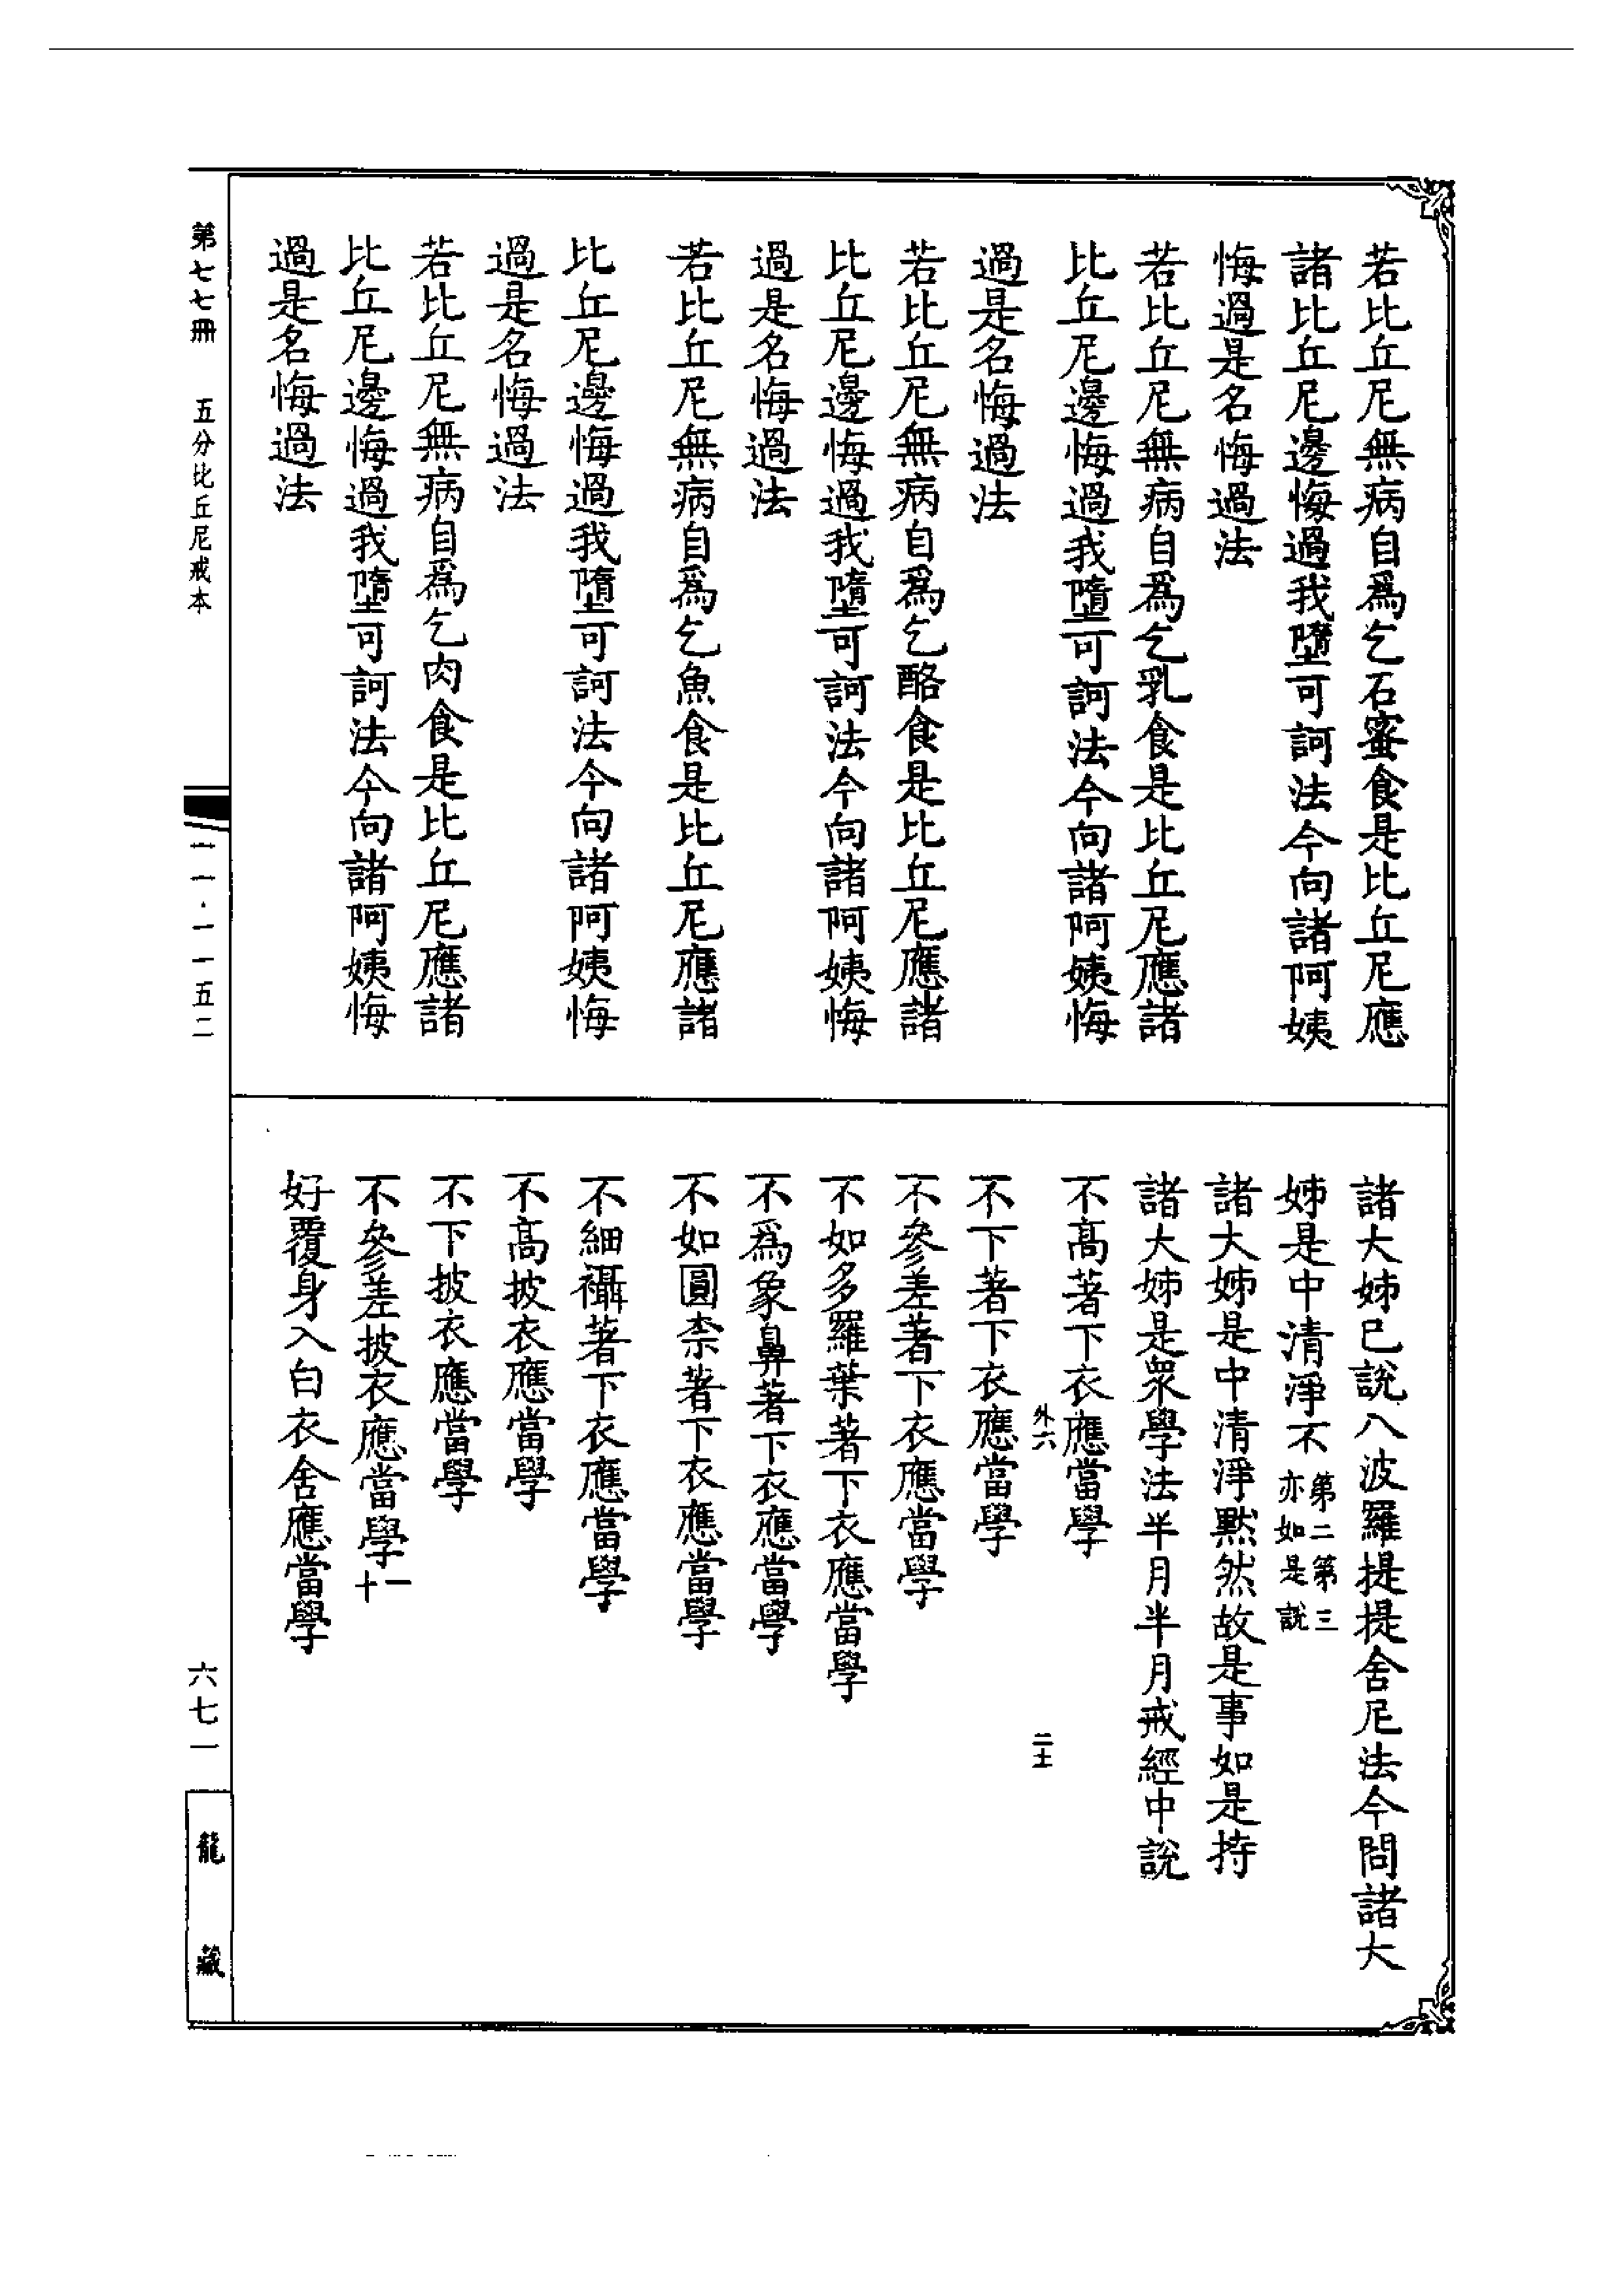 若比丘尼無病自爲乞石蜜食是比丘尼應
諸比丘尼邊悔過我墮可訶法今向諸阿姨
悔過是名悔過法
若比丘尼無病自爲乞乳食是比丘尼應諸
比丘尼邊悔過我墮可訶法今向諸阿姨悔
過是名悔過法
若比丘尼無病自爲乞酪食是比丘尼應諸
比丘尼邊悔過我墮可訶法今向諸阿姨悔
過是名悔過法
若比丘尼無病自爲乞魚食是比丘尼應諸
比丘尼邊悔過我墮可訶法今向諸阿姨悔
過是名悔過法
若比丘尼無病自爲乞肉食是比丘尼應諸
比丘尼邊悔過我墮可訶法今向諸阿姨悔
過是名悔過法
諸大姊已說八波羅提提舍尼法今問諸大
姊是中清淨不第二第三亦如是說
諸大姊是中清淨黙然故是事如是持
諸大姊是衆學法半月半月戒經中說
不高著下衣應當學
外六 二十
不下著下衣應當學
不參差著下衣應當學
不如多羅葉著下衣應當學
不爲象鼻著下衣應當學
不如圓柰著下衣應當學
不細襵著下衣應當學
不高披衣應當學
不下披衣應當學
不參差披衣應當學一十
好覆身入白衣舍應當學
第七七冊 五分比丘尼戒本 一一·一一五二 六七一 龍藏